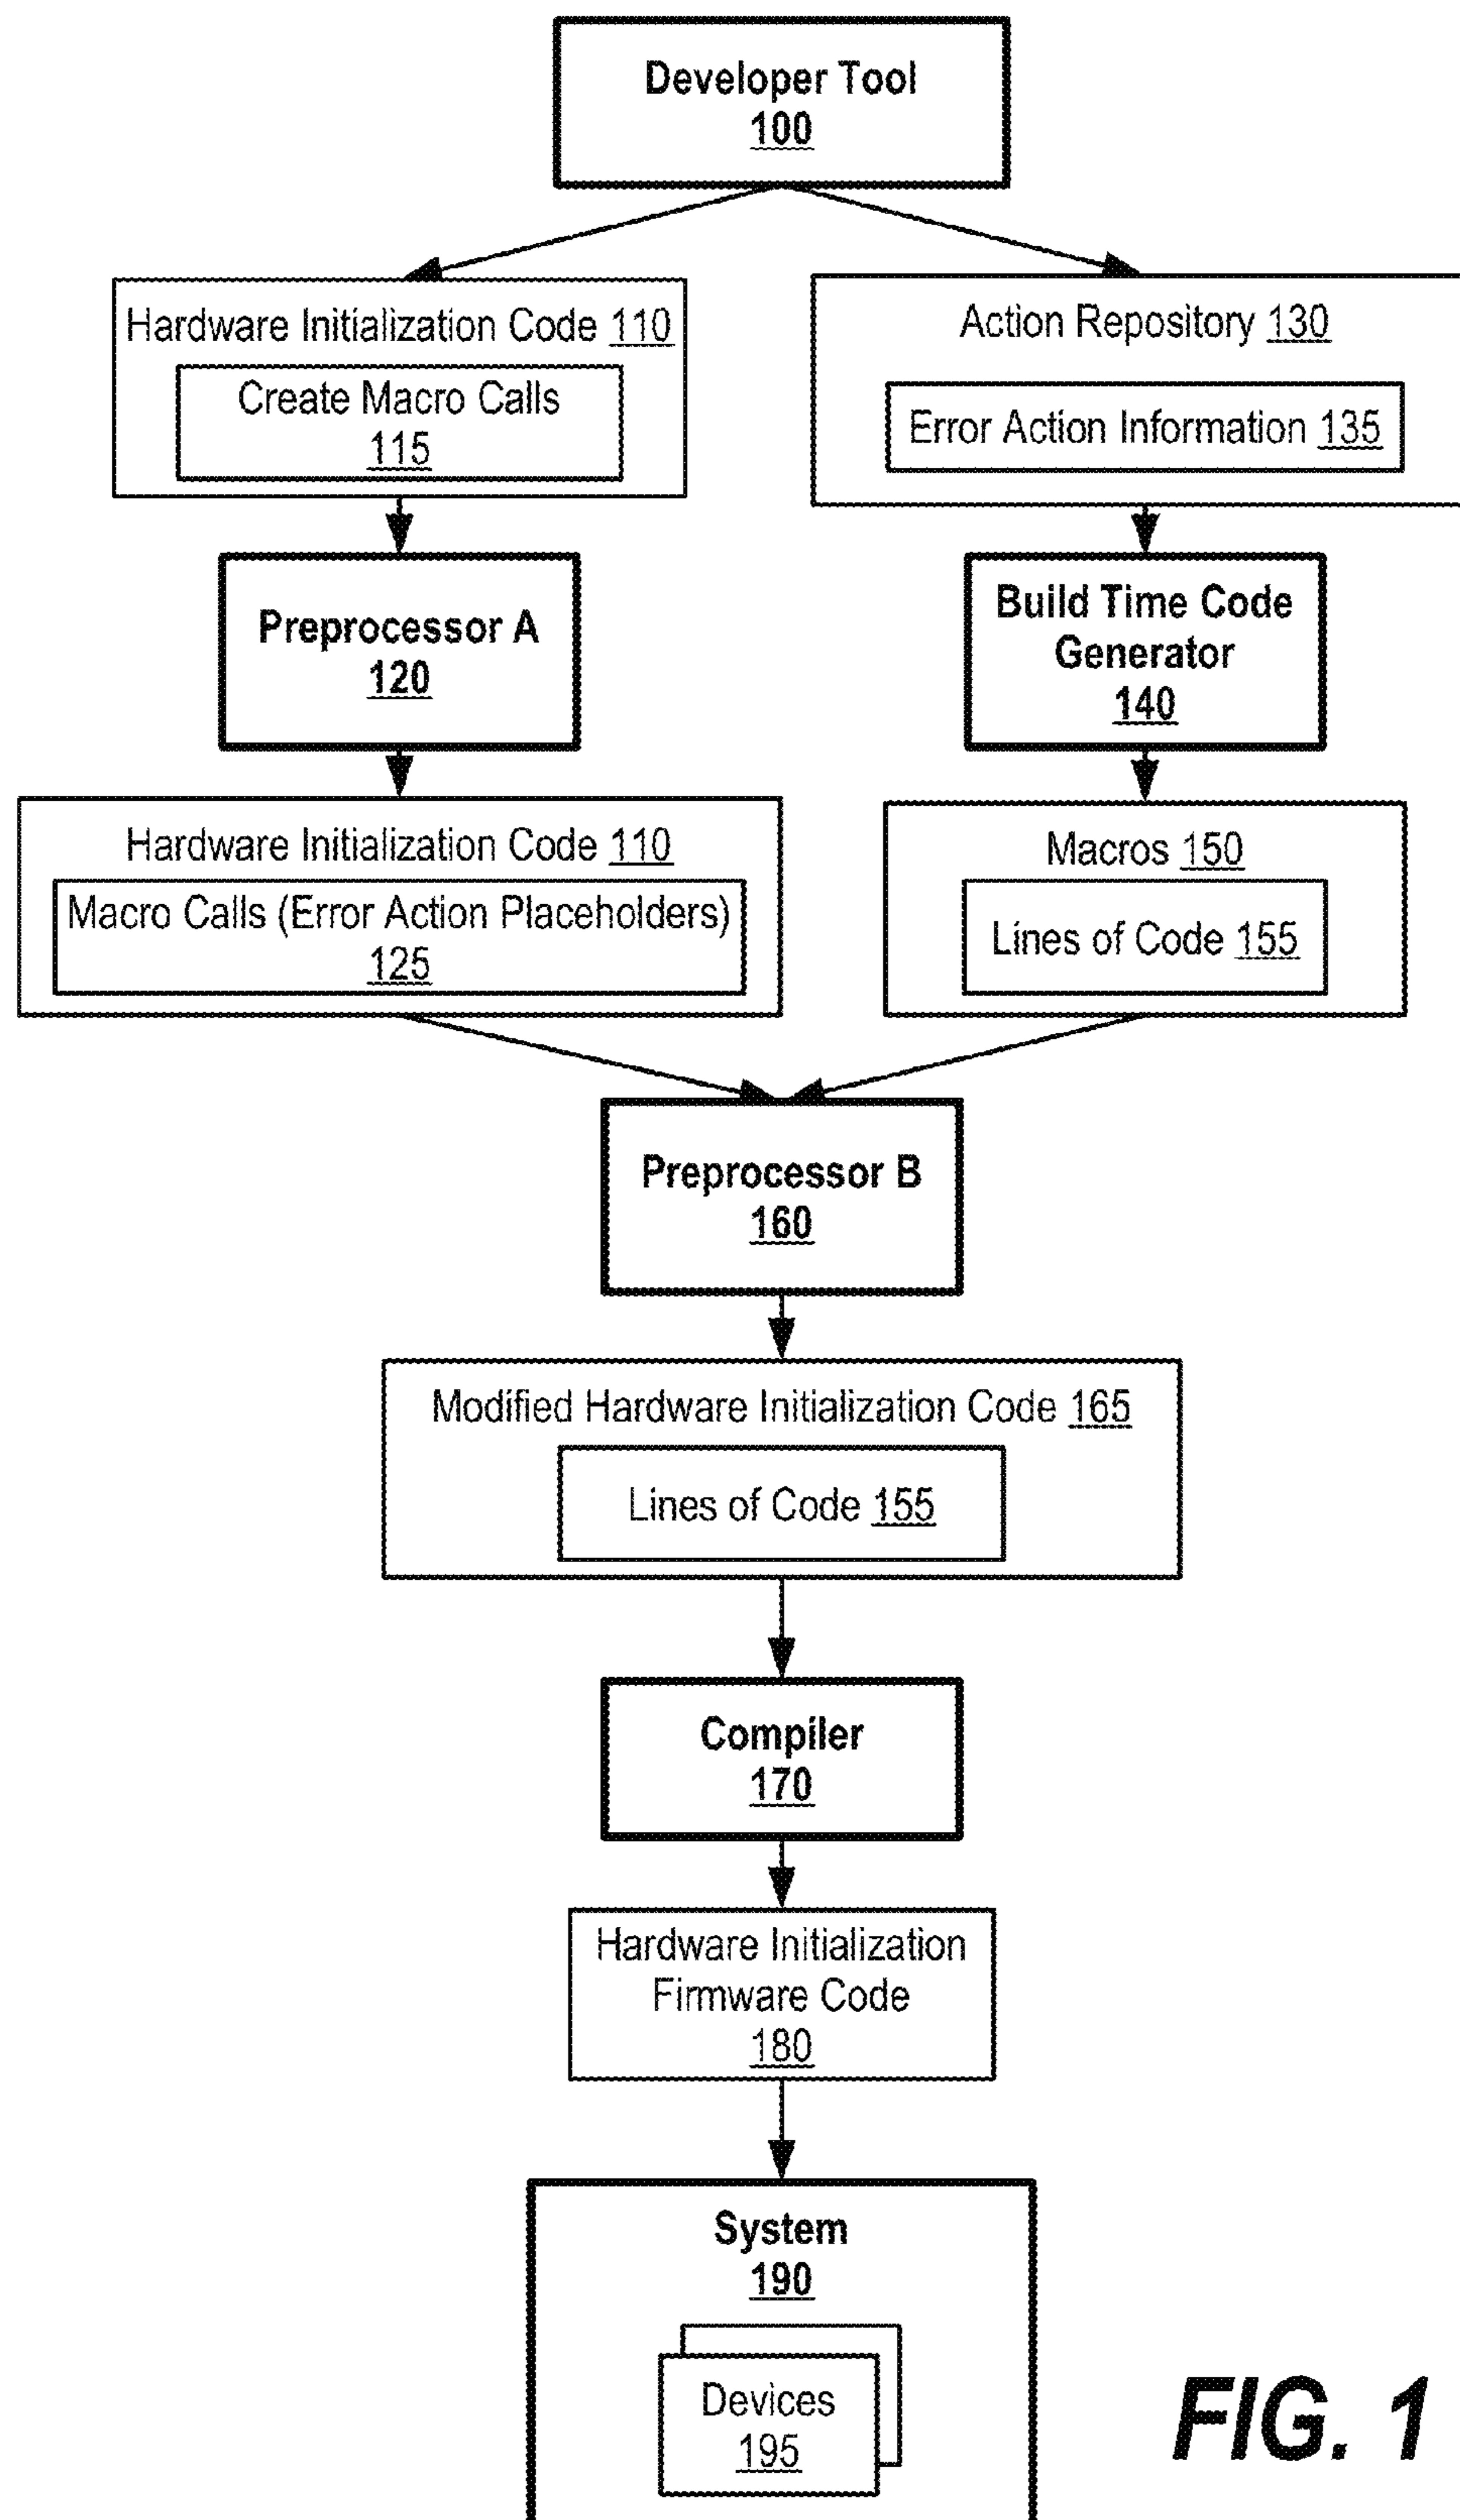 Developer Tool
100
Hardware Initialization Code 110
Create Macro Calls
115
Action Repository 130
Error Action Information 135
Preprocessor A
120
Build Time Code
Generator
140
Hardware Initialization Code 110
Macro Calls (Error Action Placeholders)
125
Macros 150
Lines of Code 155
Preprocessor B
160
Modified Hardware Initialization Code 165
Lines of Code 155
Compiler
170
Hardware Initialization
Firmware Code
180
System
190
Devices
195
FIG. 1